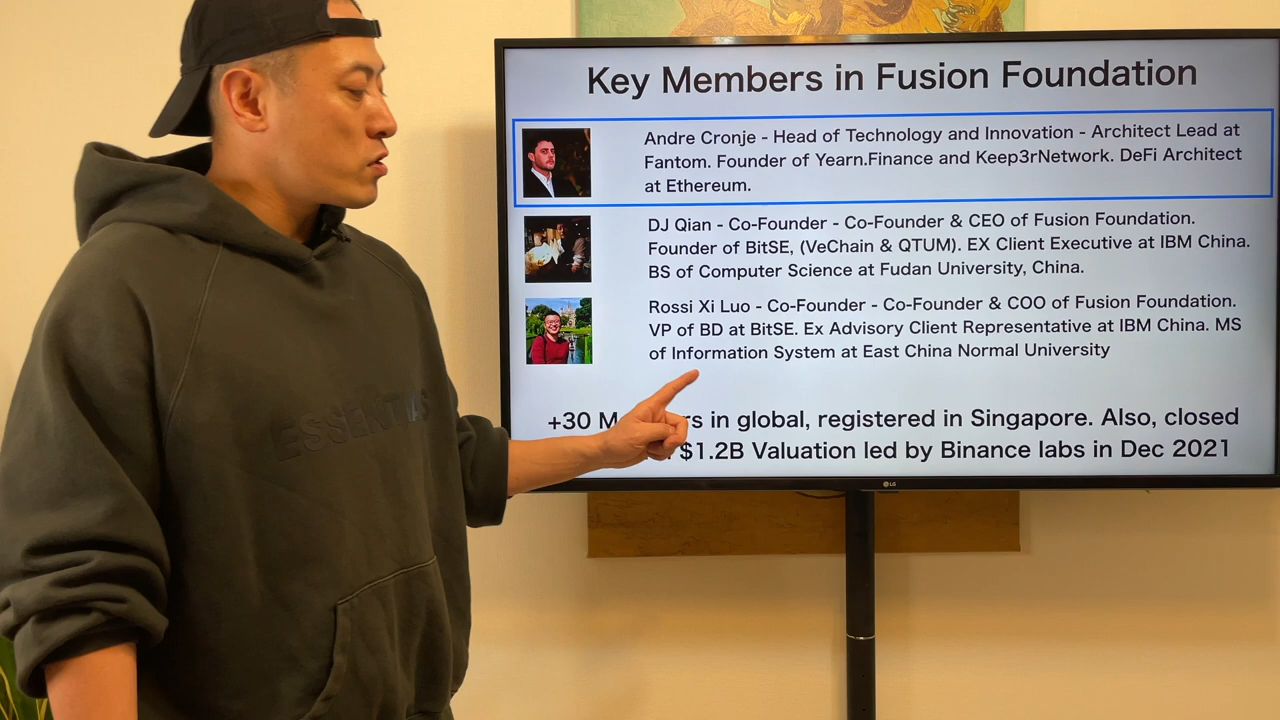 Key Members in Fusion Foundation
Andre Cronje - Head of Technology and Innovation - Architect Lead at
Fantom. Founder of Yearn.Finance and Keep3rNetwork. DeFi Architect
at Ethereum.
DJ Qian - Co-Founder - Co-Founder & CEO of Fusion Foundation.
Founder of BitSE, (VeChain & QTUM). EX Client Executive at IBM China.
BS of Computer Science at Fudan University, China.
Rossi Xi Luo - Co-Founder - Co-Founder & COO of Fusion Foundation.
VP of BD at BitSE. Ex Advisory Client Representative at IBM China. MS
of Information System at East China Normal University
+30 in global, registered in Singapore. Also, closed
$1.2B Valuation led by Binance labs in Dec 2021
LG
ESSENTIALS